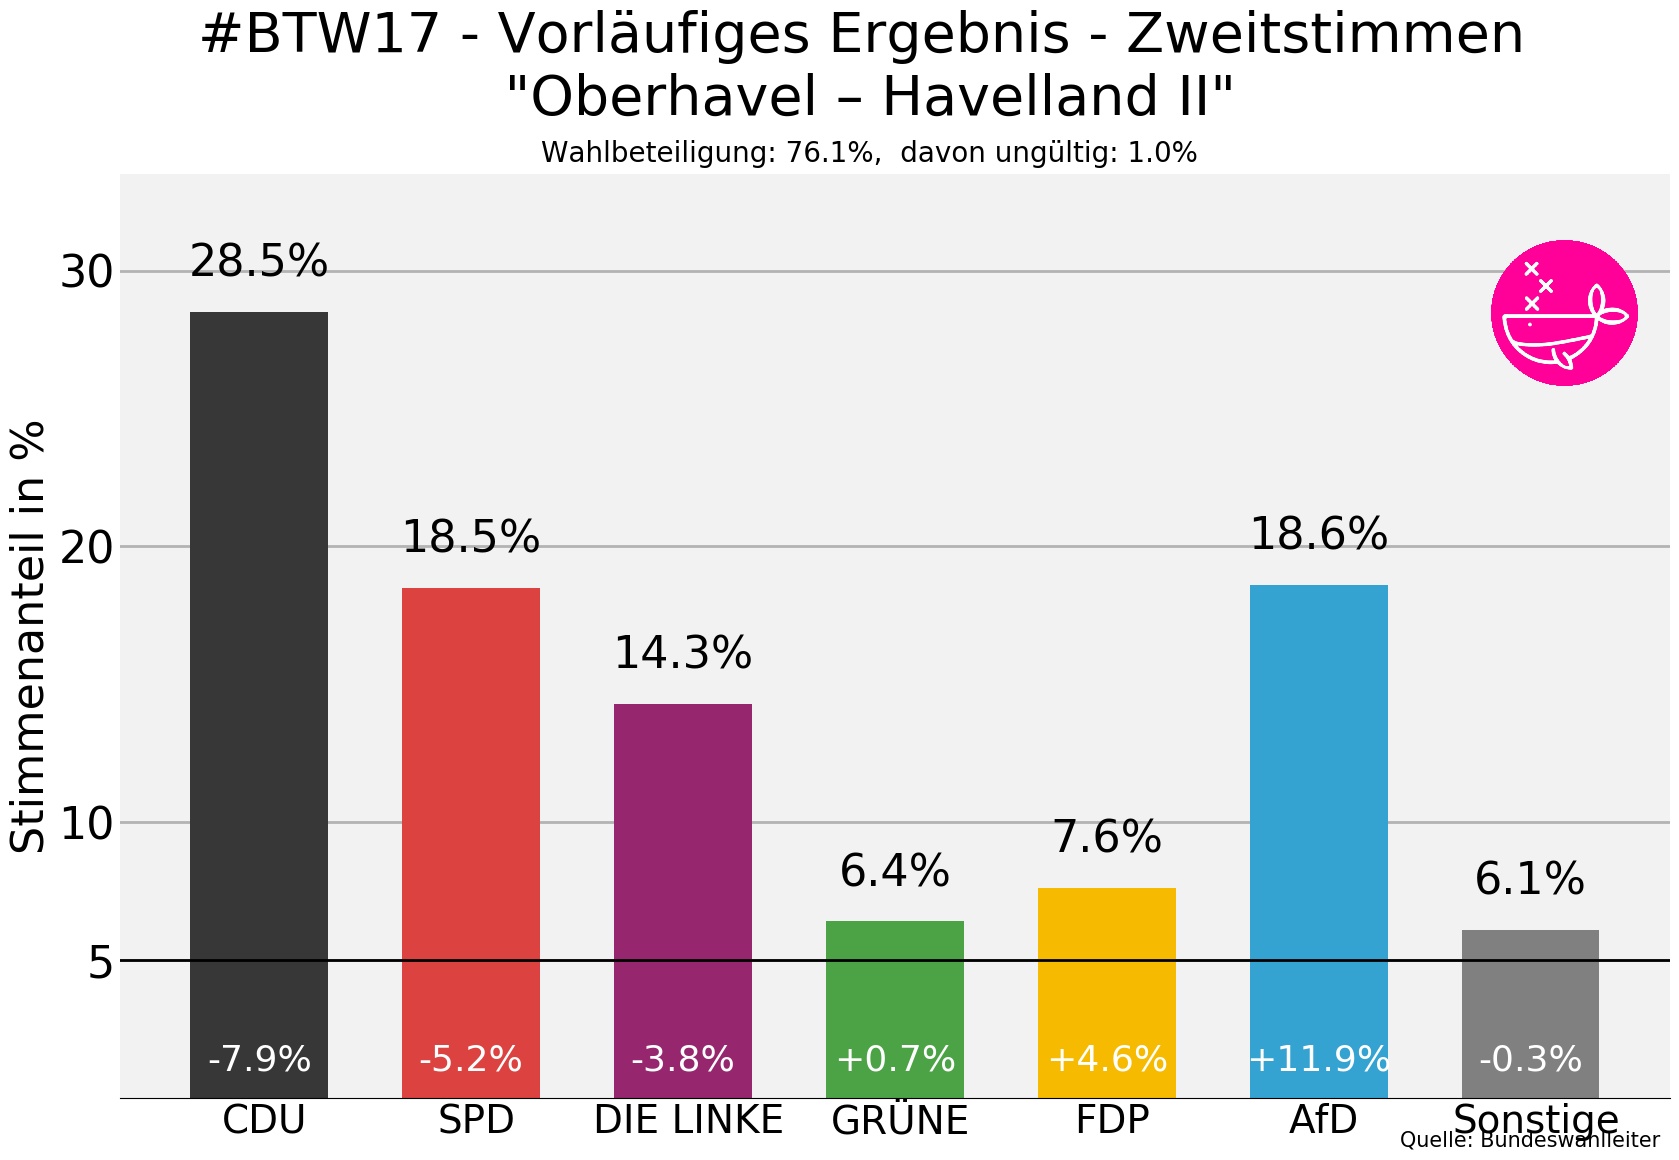 #BTW17 - Vorläufiges Ergebnis - Zweitstimmen
"Oberhavel – Havelland II"
Wahlbeteiligung: 76.1%,  davon ungültig: 1.0%
Stimmenanteil in %
30
20
10
5
28.5%
18.5%
14.3%
6.4%
7.6%
18.6%
6.1%
-7.9%
-5.2%
-3.8%
+0.7%
+4.6%
+11.9%
-0.3%
CDU
SPD
DIE LINKE
GRÜNE
FDP
AfD
Sonstige
Quelle: Bundeswahlleiter